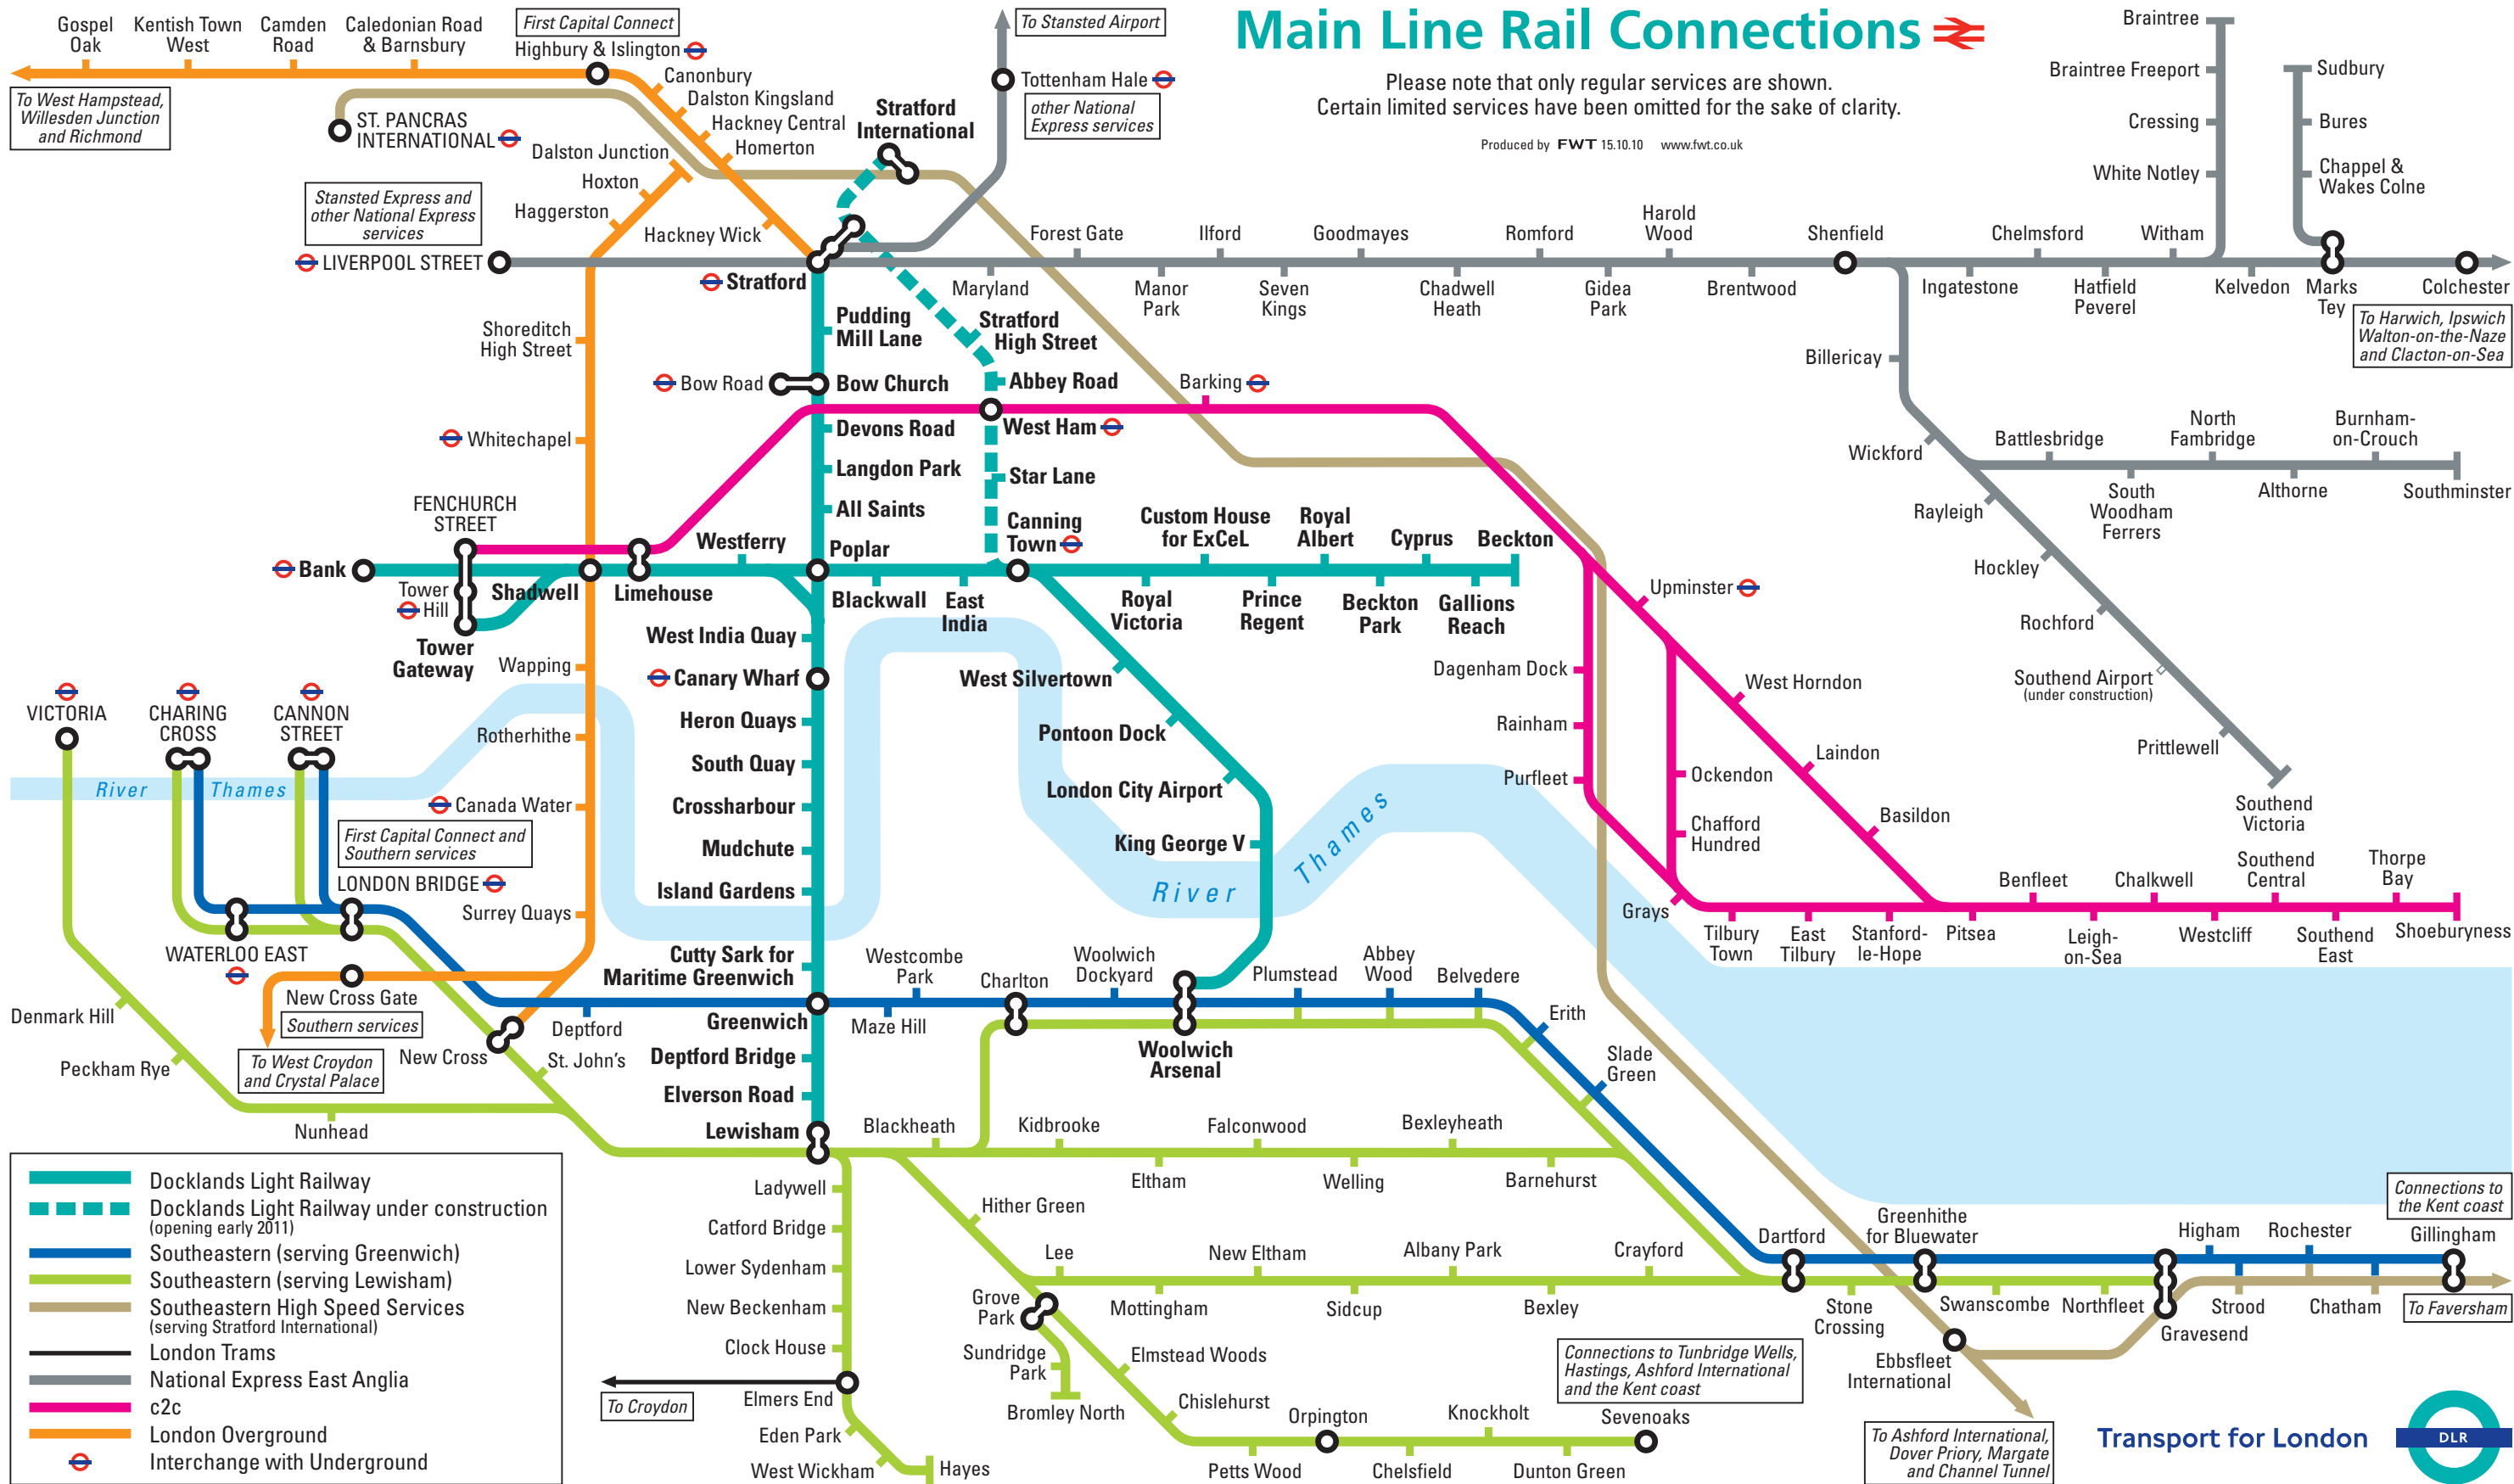 Main Line Rail Connections
Please note that only regular services are shown.
Certain limited services have been omitted for the sake of clarity.
Produced by FWT 15.10.10 www.fwt.co.uk
Gospel
Oak
Kentish Town
West
Camden
Road
Caledonian Road
& Barnsbury
First Capital Connect
Highbury & Islington
To West Hampstead,
Willesden Junction
and Richmond
Canonbury
Dalston Kingsland
Hackney Central
Homerton
ST. PANCRAS
INTERNATIONAL
Dalston Junction
Hoxton
Haggerston
Hackney Wick
Stansted Express and
other National Express
services
LIVERPOOL STREET
Stratford
International
To Stansted Airport
Tottenham Hale
other National
Express services
Stratford
Forest Gate
Ilford
Goodmayes
Romford
Harold
Wood
Shenfield
Chelmsford
Witham
Maryland
Manor
Park
Seven
Kings
Chadwell
Heath
Gidea
Park
Brentwood
Ingatestone
Hatfield
Peverel
Kelvedon
Marks
Tey
Colchester
To Harwich, Ipswich
Walton-on-the-Naze
and Clacton-on-Sea
Braintree
Braintree Freeport
Cressing
White Notley
Sudbury
Bures
Chappel &
Wakes Colne
Billericay
Wickford
Battlesbridge
South
Woodham
Ferrers
North
Fambridge
Althorne
Burnham-
on-Crouch
Southminster
Rayleigh
Hockley
Rochford
Southend Airport
(under construction)
Prittlewell
Southend
Victoria
Shoreditch
High Street
Whitechapel
Pudding
Mill Lane
Bow Road
Bow Church
Devons Road
Langdon Park
All Saints
Stratford
High Street
Abbey Road
West Ham
Star Lane
Canning
Town
Barking
FENCHURCH
STREET
Bank
Tower
Hill
Tower
Gateway
Shadwell
Limehouse
Westferry
Poplar
Blackwall
East
India
Royal
Victoria
Custom House
for ExCeL
Prince
Regent
Royal
Albert
Beckton
Park
Cyprus
Gallions
Reach
Beckton
West India Quay
Canary Wharf
Heron Quays
South Quay
Crossharbour
Mudchute
Island Gardens
Cutty Sark for
Maritime Greenwich
Greenwich
Deptford Bridge
Elverson Road
Lewisham
West Silvertown
Pontoon Dock
London City Airport
King George V
Woolwich
Arsenal
Upminster
Dagenham Dock
Rainham
Purfleet
Grays
Ockendon
Chafford
Hundred
West Horndon
Laindon
Basildon
Tilbury
Town
East
Tilbury
Stanford-
le-Hope
Pitsea
Benfleet
Leigh-
on-Sea
Chalkwell
Westcliff
Southend
Central
Southend
East
Thorpe
Bay
Shoeburyness
Wapping
Rotherhithe
Canada Water
Surrey Quays
VICTORIA
CHARING
CROSS
CANNON
STREET
River Thames
River Thames
First Capital Connect and
Southern services
LONDON BRIDGE
WATERLOO EAST
New Cross Gate
Southern services
To West Croydon
and Crystal Palace
New Cross
Denmark Hill
Peckham Rye
Nunhead
Deptford
St. John's
Westcombe
Park
Maze Hill
Charlton
Woolwich
Dockyard
Plumstead
Abbey
Wood
Belvedere
Erith
Slade
Green
Blackheath
Kidbrooke
Eltham
Falconwood
Welling
Bexleyheath
Barnehurst
Ladywell
Catford Bridge
Lower Sydenham
New Beckenham
Clock House
Elmers End
To Croydon
Eden Park
West Wickham
Hayes
Hither Green
Lee
Mottingham
New Eltham
Sidcup
Albany Park
Bexley
Crayford
Grove
Park
Sundridge
Park
Bromley North
Elmstead Woods
Chislehurst
Petts Wood
Orpington
Chelsfield
Knockholt
Dunton Green
Sevenoaks
Connections to Tunbridge Wells,
Hastings, Ashford International
and the Kent coast
Dartford
Stone
Crossing
Greenhithe
for Bluewater
Swanscombe
Northfleet
Gravesend
Higham
Strood
Rochester
Chatham
Gillingham
Connections to
the Kent coast
To Faversham
Ebbsfleet
International
To Ashford International,
Dover Priory, Margate
and Channel Tunnel
Docklands Light Railway
Docklands Light Railway under construction
(opening early 2011)
Southeastern (serving Greenwich)
Southeastern (serving Lewisham)
Southeastern High Speed Services
(serving Stratford International)
London Trams
National Express East Anglia
c2c
London Overground
Interchange with Underground
Transport for London
DLR